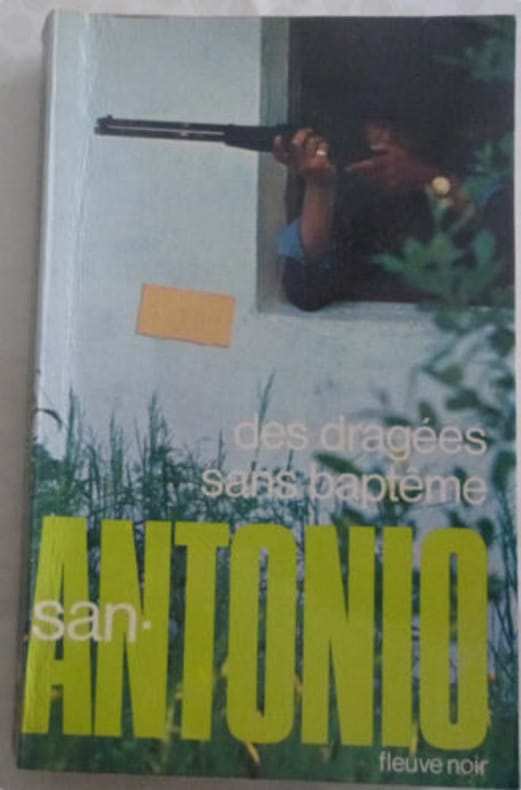 des dragées
sans baptême
san-
ANTONIO
fleuve noir